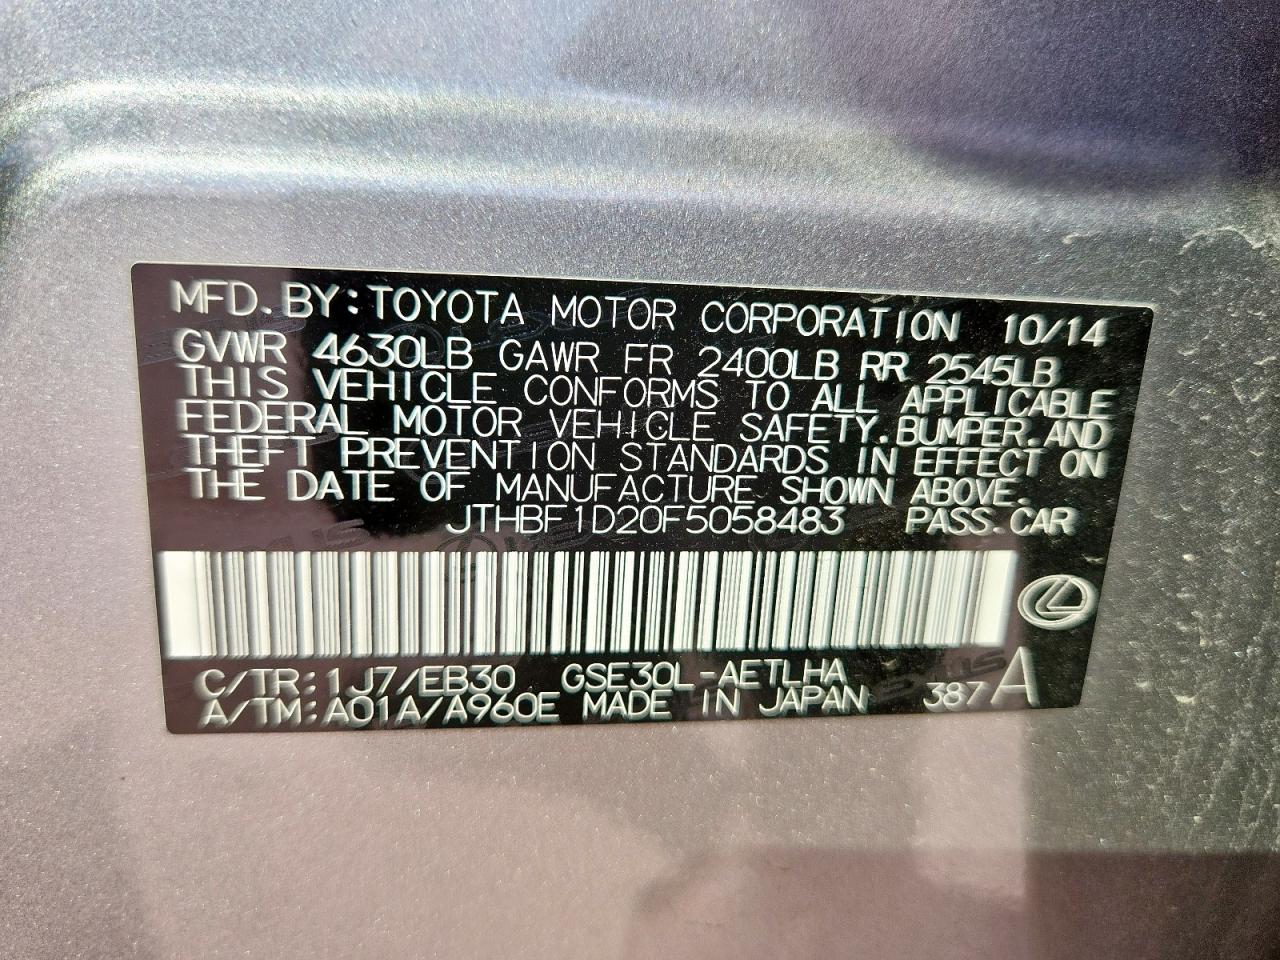 MFD. BY: TOYOTA MOTOR CORPORATION 10/14
GVWR 4630LB GAWR FR 2400LB RR 2545LB
THIS VEHICLE CONFORMS TO ALL APPLICABLE
FEDERAL MOTOR VEHICLE SAFETY, BUMPER, AND
THEFT PREVENTION STANDARDS IN EFFECT ON
THE DATE OF MANUFACTURE SHOWN ABOVE.
JTHBF1D20F5058483 PASS. CAR
C/TR: 1J7/EB30 GSE30L-AETLHA
A/TM: A01A/A960E MADE IN JAPAN 387 A